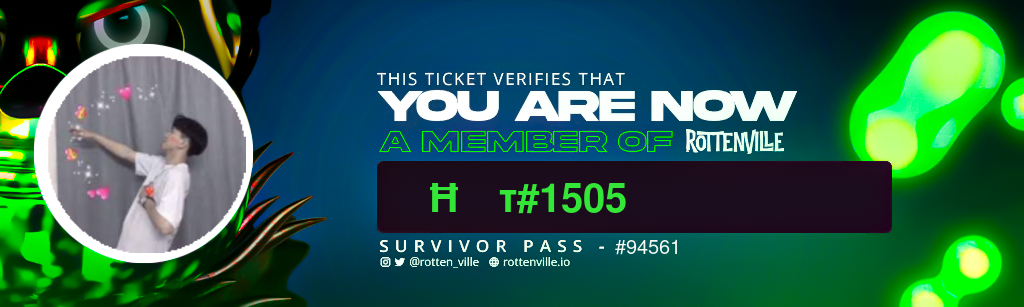 THIS TICKET VERIFIES THAT
YOU ARE NOW
A MEMBER OF ROTTENVILLE
Ħ т#1505
SURVIVOR PASS - #94561
@rotten_ville rottenville.io